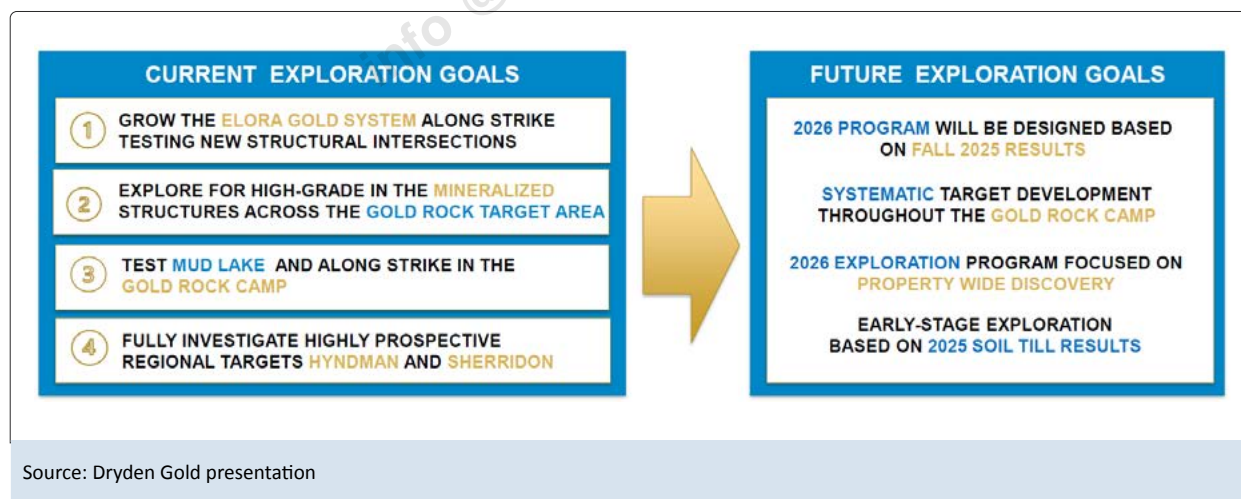 info @
CURRENT EXPLORATION GOALS
1
GROW THE ELORA GOLD SYSTEM ALONG STRIKE
TESTING NEW STRUCTURAL INTERSECTIONS
2
EXPLORE FOR HIGH-GRADE IN THE MINERALIZED
STRUCTURES ACROSS THE GOLD ROCK TARGET AREA
3
TEST MUD LAKE AND ALONG STRIKE IN THE
GOLD ROCK CAMP
4
FULLY INVESTIGATE HIGHLY PROSPECTIVE
REGIONAL TARGETS HYNDMAN AND SHERRIDON
FUTURE EXPLORATION GOALS
2026 PROGRAM WILL BE DESIGNED BASED
ON FALL 2025 RESULTS
SYSTEMATIC TARGET DEVELOPMENT
THROUGHOUT THE GOLD ROCK CAMP
2026 EXPLORATION PROGRAM FOCUSED ON
PROPERTY WIDE DISCOVERY
EARLY-STAGE EXPLORATION
BASED ON 2025 SOIL TILL RESULTS
Source: Dryden Gold presentation